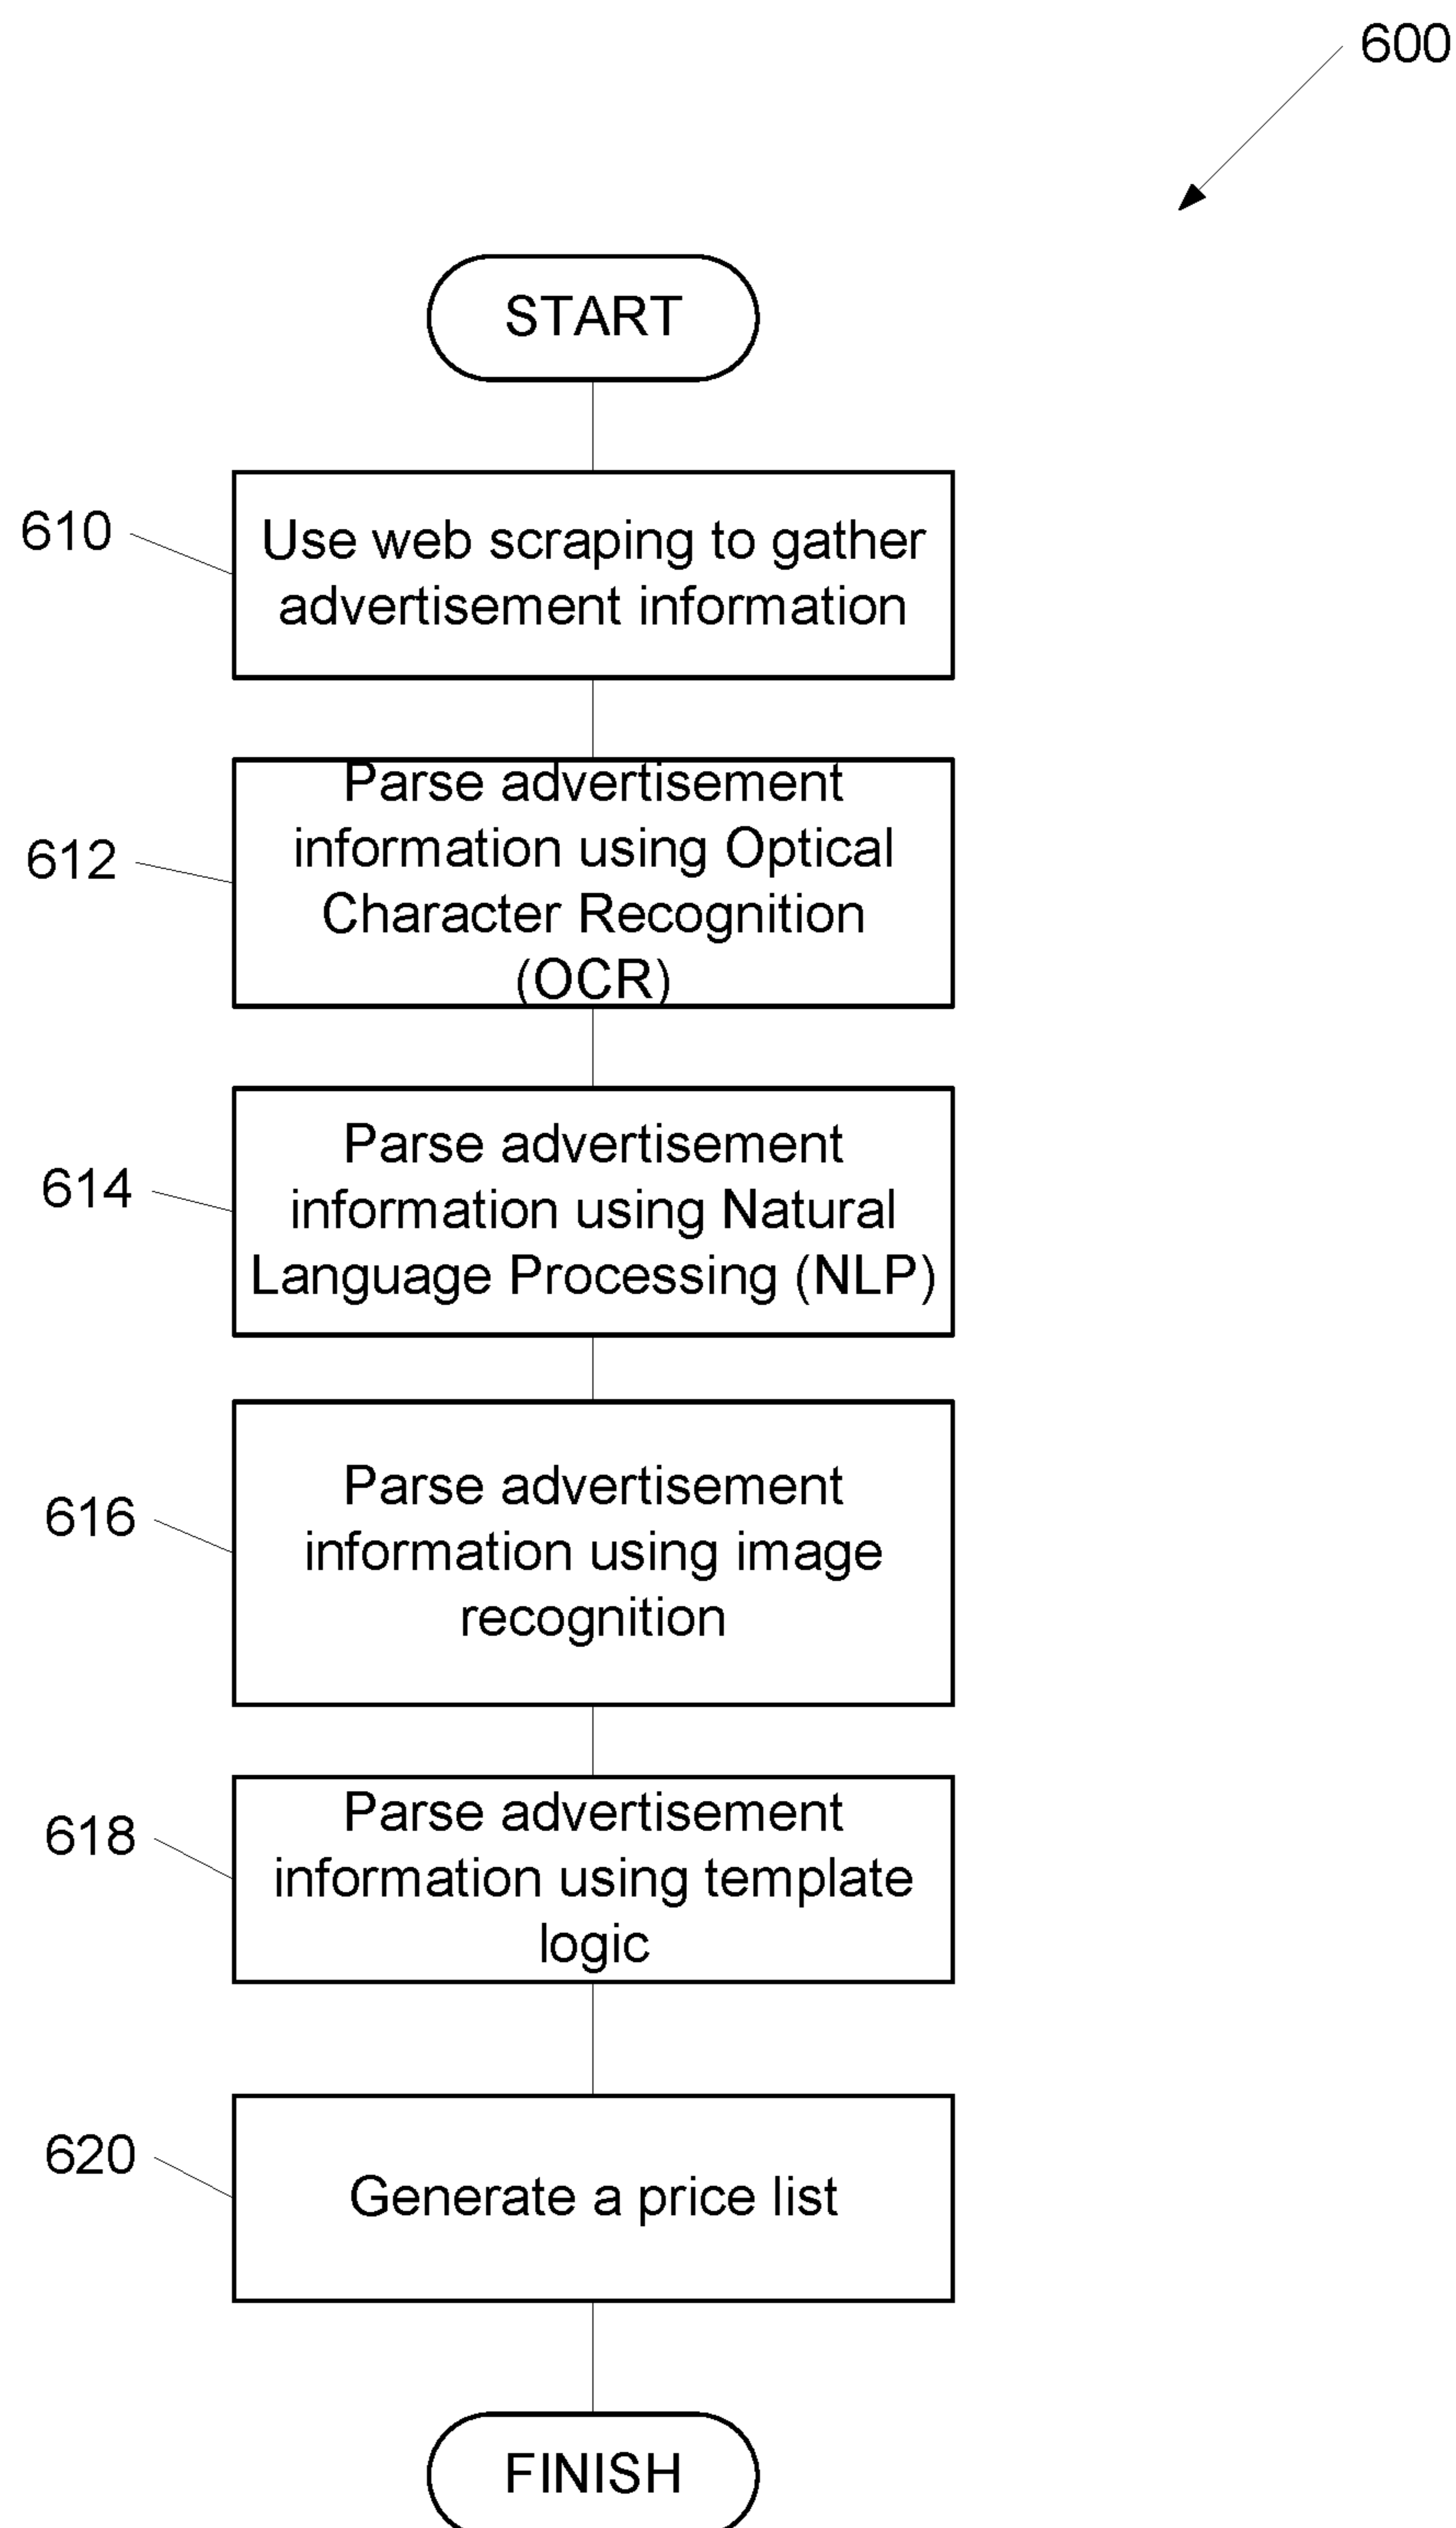 600
START
610
Use web scraping to gather
advertisement information
612
Parse advertisement
information using Optical
Character Recognition
(OCR)
614
Parse advertisement
information using Natural
Language Processing (NLP)
616
Parse advertisement
information using image
recognition
618
Parse advertisement
information using template
logic
620
Generate a price list
FINISH